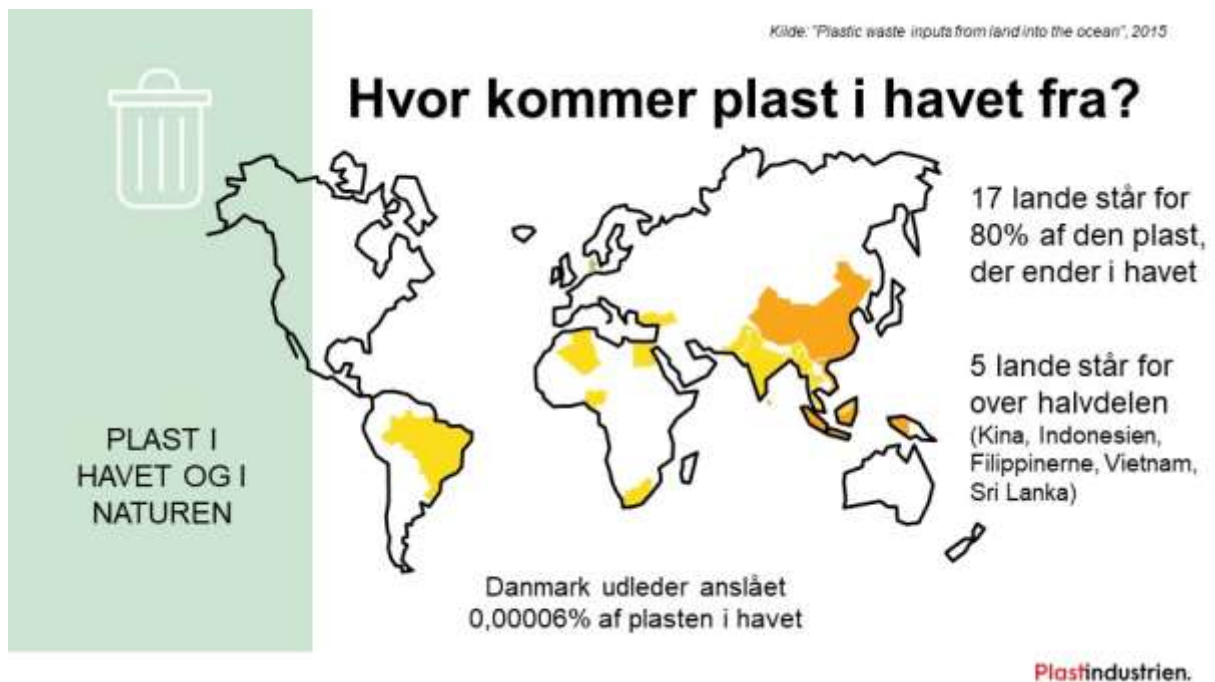 Kilde: "Plastic waste inputs from land into the ocean", 2015
Hvor kommer plast i havet fra?
17 lande står for
80% af den plast,
der ender i havet
5 lande står for
over halvdelen
(Kina, Indonesien,
Filippinerne, Vietnam,
Sri Lanka)
PLAST I
HAVET OG I
NATUREN
Danmark udleder anslået
0,00006% af plasten i havet
Plastindustrien.